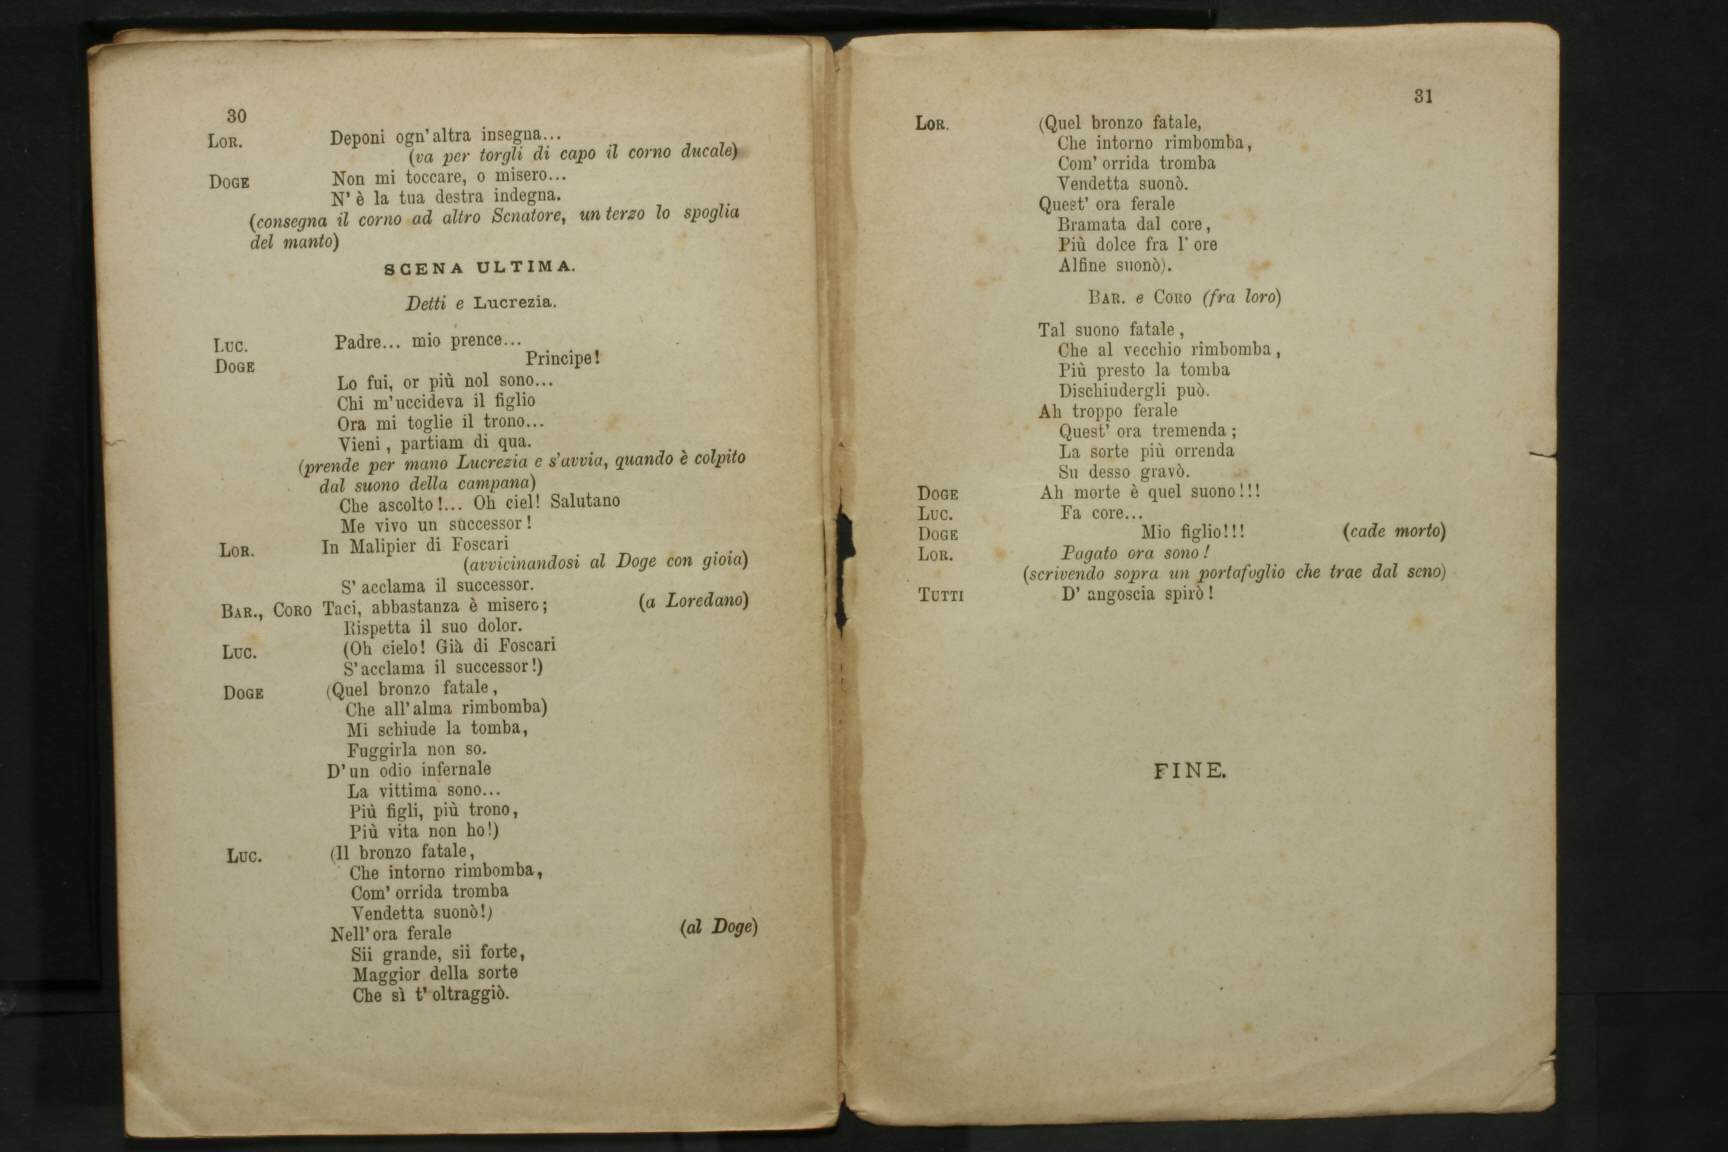 30
LOR. Deponi ogn'altra insegna...
(va per torgli di capo il corno ducale)
DOGE Non mi toccare, o misero...
N'è la tua destra indegna.
(consegna il corno ad altro Senatore, un terzo lo spoglia
del manto)
SCENA ULTIMA.
Detti e Lucrezia.
LUC. Padre... mio prence...
DOGE Principe!
Lo fui, or più nol sono...
Chi m'uccideva il figlio
Ora mi toglie il trono...
Vieni, partiam di qua.
(prende per mano Lucrezia e s'avvia, quando è colpito
dal suono della campana)
Che ascolto!... Oh ciel! Salutano
Me vivo un successor!
LOR. In Malipier di Foscari
(avvicinandosi al Doge con gioia)
S'acclama il successor.
BAR., CORO Taci, abbastanza è misero; (a Loredano)
Rispetta il suo dolor.
LUC. (Oh cielo! Già di Foscari
S'acclama il successor!)
DOGE (Quel bronzo fatale,
Che all'alma rimbomba)
Mi schiude la tomba,
Fuggirla non so.
D'un odio infernale
La vittima sono...
Più figli, più trono,
Più vita non ho!)
LUC. (Il bronzo fatale,
Che intorno rimbomba,
Com'orrida tromba
Vendetta suonò!)
Nell'ora ferale (al Doge)
Sii grande, sii forte,
Maggior della sorte
Che sì t'oltraggiò.
31
LOR. (Quel bronzo fatale,
Che intorno rimbomba,
Com'orrida tromba
Vendetta suonò.
Quest'ora ferale
Bramata dal core,
Più dolce fra l'ore
Alfine suonò).
BAR. e CORO (fra loro)
Tal suono fatale,
Che al vecchio rimbomba,
Più presto la tomba
Dischiudergli può.
Ah troppo ferale
Quest'ora tremenda;
La sorte più orrenda
Su desso gravò.
DOGE Ah morte è quel suono!!!
LUC. Fa core...
DOGE Mio figlio!!! (cade morto)
LOR. Pagato ora sono!
(scrivendo sopra un portafoglio che trae dal seno)
TUTTI D'angoscia spirò!
FINE.